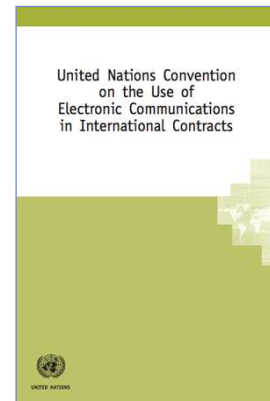 United Nations Convention
on the Use of
Electronic Communications
in International Contracts
UNITED NATIONS